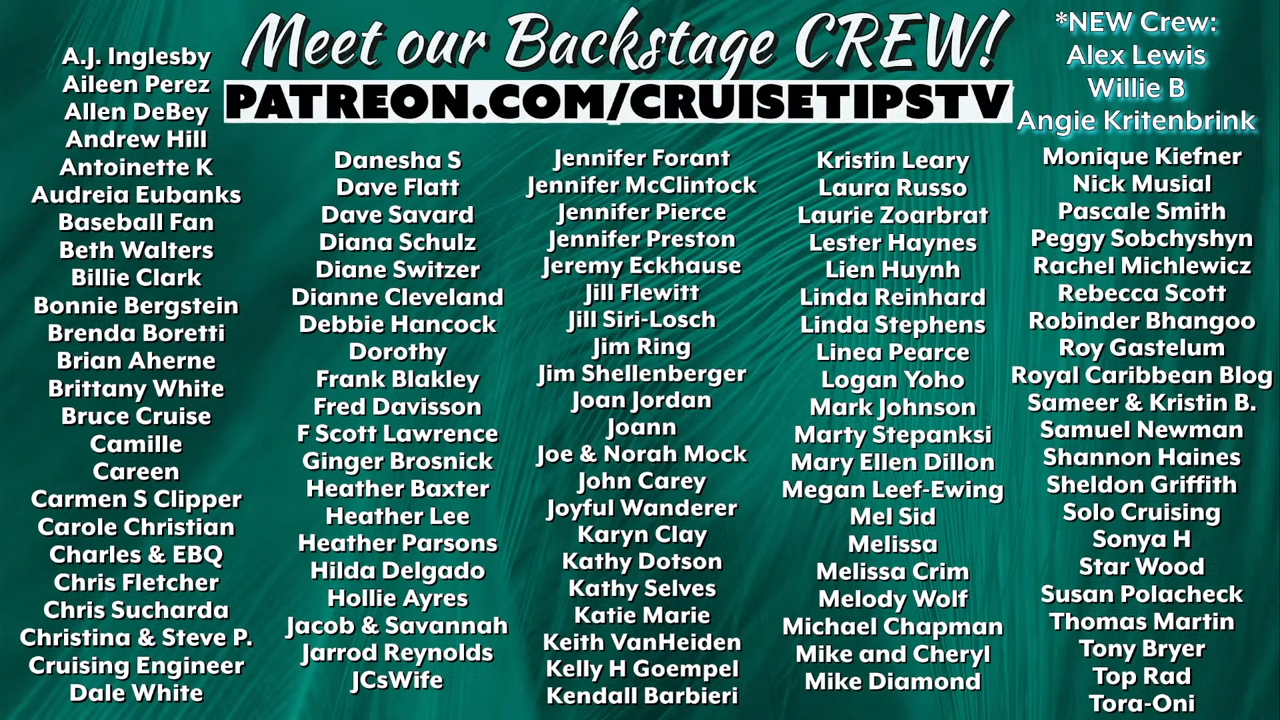 Meet our Backstage CREW!
PATREON.COM/CRUISETIPSTV
A.J. Inglesby
Aileen Perez
Allen DeBey
Andrew Hill
Antoinette K
Audreia Eubanks
Baseball Fan
Beth Walters
Billie Clark
Bonnie Bergstein
Brenda Boretti
Brian Aherne
Brittany White
Bruce Cruise
Camille
Careen
Carmen S Clipper
Carole Christian
Charles & EBQ
Chris Fletcher
Chris Sucharda
Christina & Steve P.
Cruising Engineer
Dale White
Danesha S
Dave Flatt
Dave Savard
Diana Schulz
Diane Switzer
Dianne Cleveland
Debbie Hancock
Dorothy
Frank Blakley
Fred Davisson
F Scott Lawrence
Ginger Brosnick
Heather Baxter
Heather Lee
Heather Parsons
Hilda Delgado
Hollie Ayres
Jacob & Savannah
Jarrod Reynolds
JCsWife
Jennifer Forant
Jennifer McClintock
Jennifer Pierce
Jennifer Preston
Jeremy Eckhause
Jill Flewitt
Jill Siri-Losch
Jim Ring
Jim Shellenberger
Joan Jordan
Joann
Joe & Norah Mock
John Carey
Joyful Wanderer
Karyn Clay
Kathy Dotson
Kathy Selves
Katie Marie
Keith VanHeiden
Kelly H Goempel
Kendall Barbieri
Kristin Leary
Laura Russo
Laurie Zoarbrat
Lester Haynes
Lien Huynh
Linda Reinhard
Linda Stephens
Linea Pearce
Logan Yoho
Mark Johnson
Marty Stepanksi
Mary Ellen Dillon
Megan Leef-Ewing
Mel Sid
Melissa
Melissa Crim
Melody Wolf
Michael Chapman
Mike and Cheryl
Mike Diamond
*NEW Crew:
Alex Lewis
Willie B
Angie Kritenbrink
Monique Kiefner
Nick Musial
Pascale Smith
Peggy Sobchyshyn
Rachel Michlewicz
Rebecca Scott
Robinder Bhangoo
Roy Gastelum
Royal Caribbean Blog
Sameer & Kristin B.
Samuel Newman
Shannon Haines
Sheldon Griffith
Solo Cruising
Sonya H
Star Wood
Susan Polacheck
Thomas Martin
Tony Bryer
Top Rad
Tora-Oni